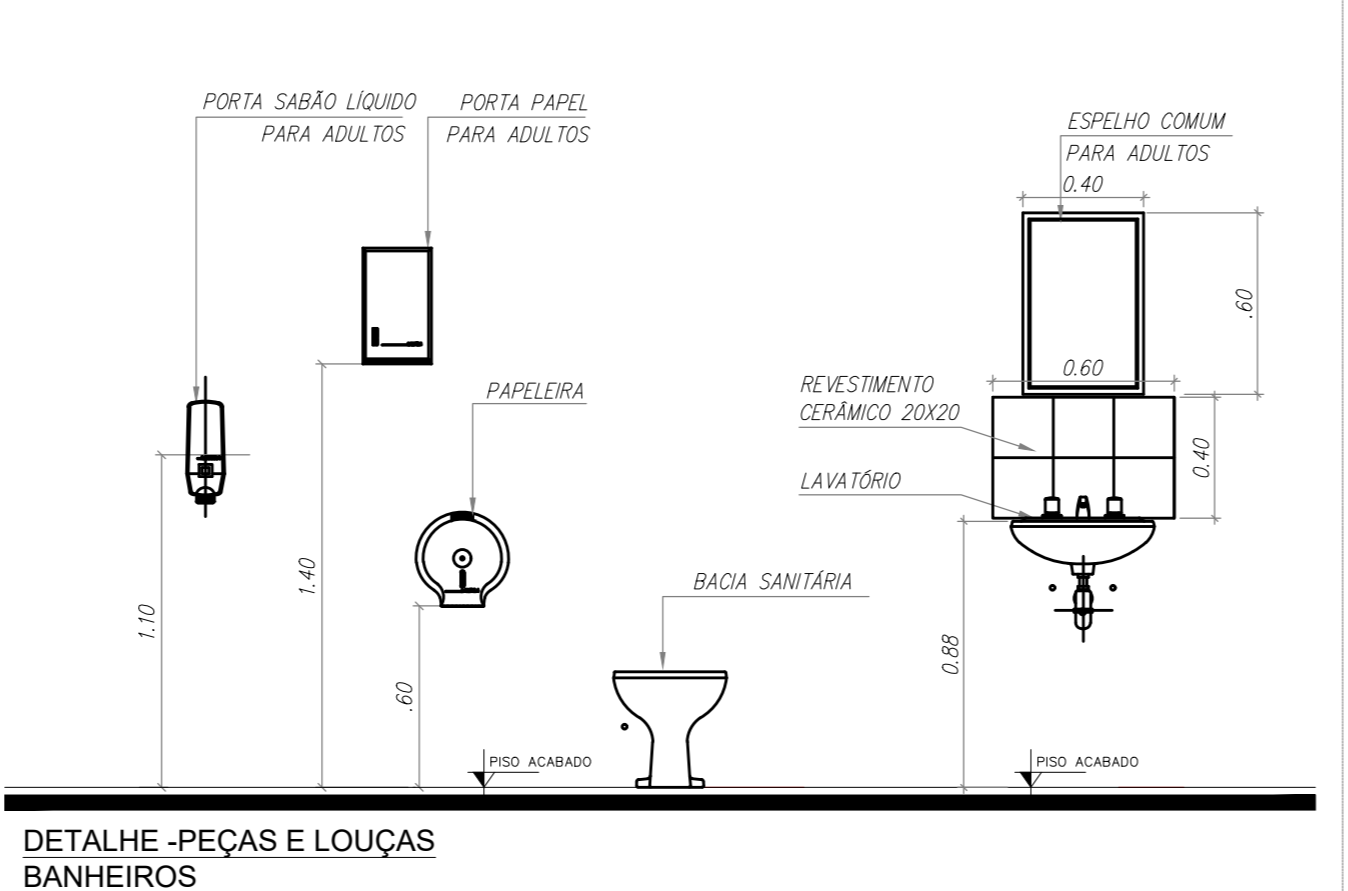 PORTA SABÃO LÍQUIDO
PARA ADULTOS
PORTA PAPEL
PARA ADULTOS
ESPELHO COMUM
PARA ADULTOS
0.40
.60
0.60
REVESTIMENTO
CERÂMICO 20X20
0.40
LAVATÓRIO
PAPELEIRA
1.40
1.10
BACIA SANITÁRIA
0.88
.60
PISO ACABADO
PISO ACABADO
DETALHE -PEÇAS E LOUÇAS
BANHEIROS